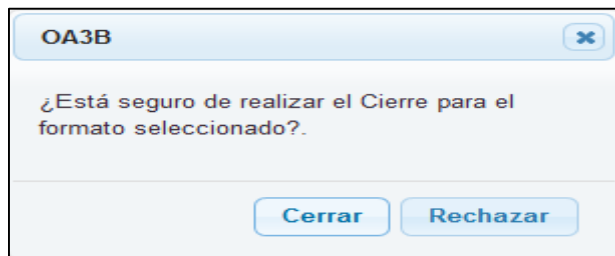 OA3B
¿Está seguro de realizar el Cierre para el
formato seleccionado?.
Cerrar Rechazar